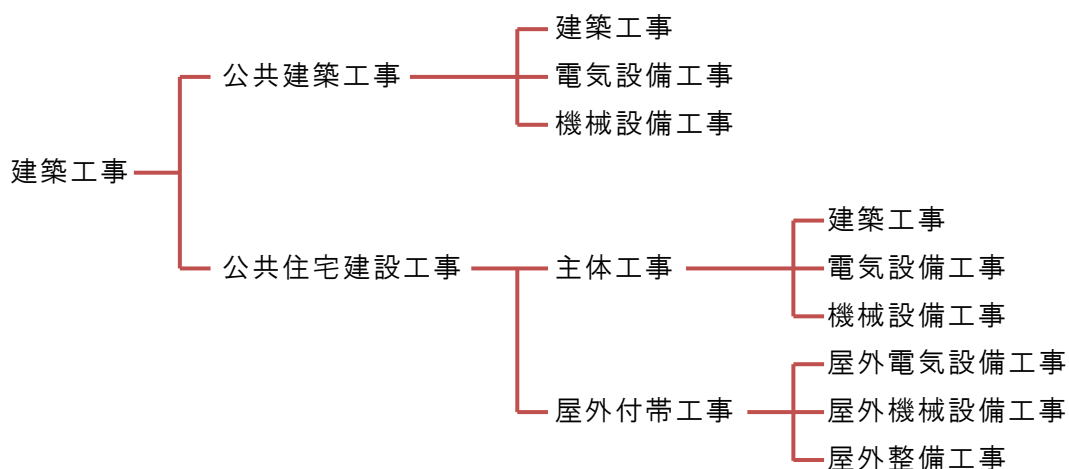 建築工事
公共建築工事
建築工事
電気設備工事
機械設備工事
公共住宅建設工事
主体工事
建築工事
電気設備工事
機械設備工事
屋外付帯工事
屋外電気設備工事
屋外機械設備工事
屋外整備工事